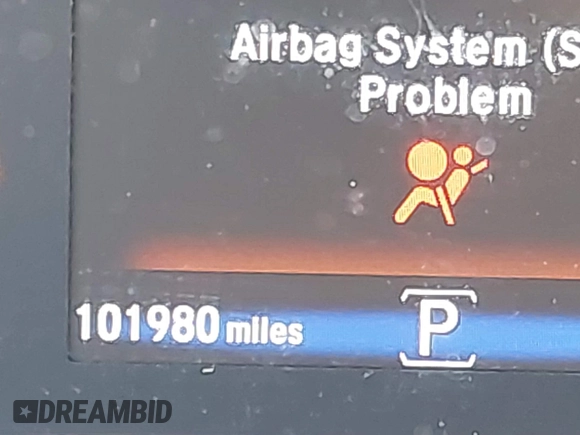 Airbag System (S
Problem
101980 miles
P
DREAMBID